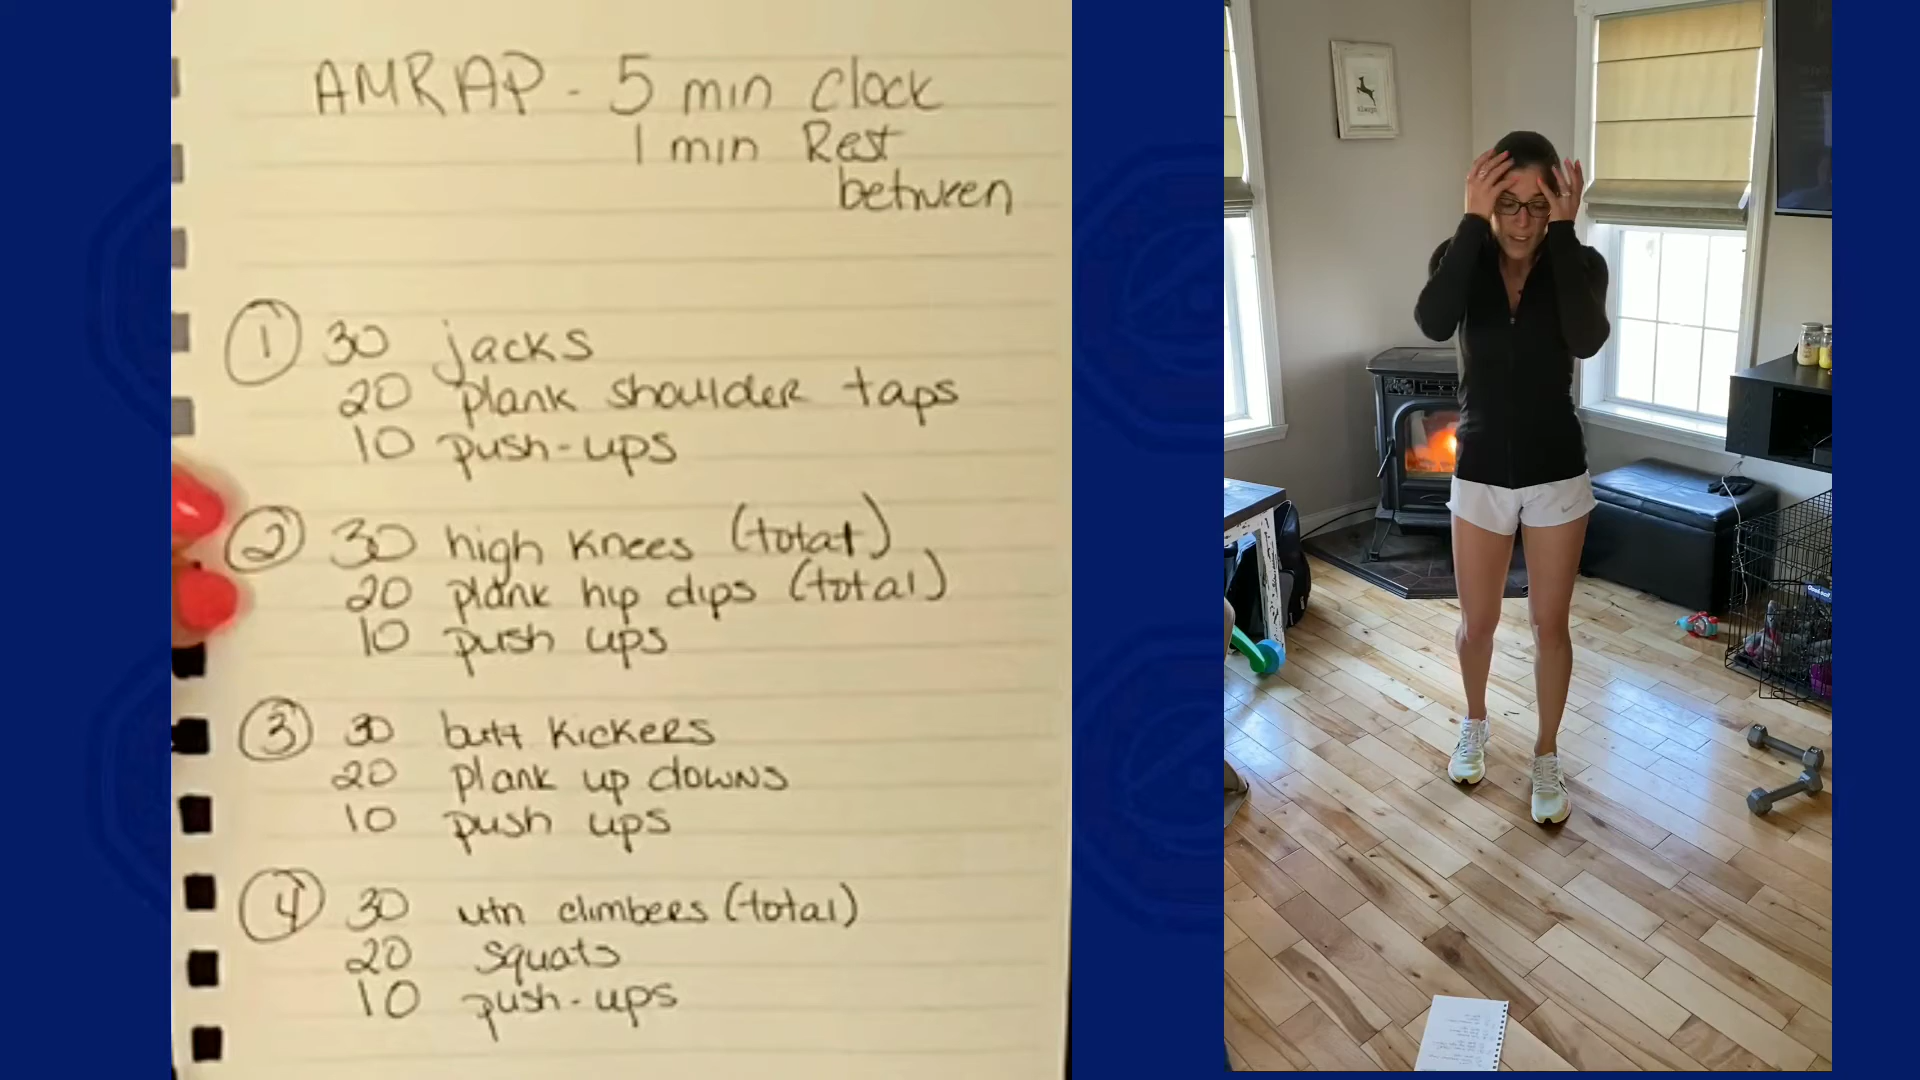 AMRAP - 5 min Clock
1 min Rest
between
① 30 jacks
20 plank shoulder taps
10 push-ups
② 30 high knees (total)
20 plank hip dips (total)
10 push ups
③ 30 butt kickers
20 plank up downs
10 push ups
④ 30 mtn climbers (total)
20 squats
10 push-ups